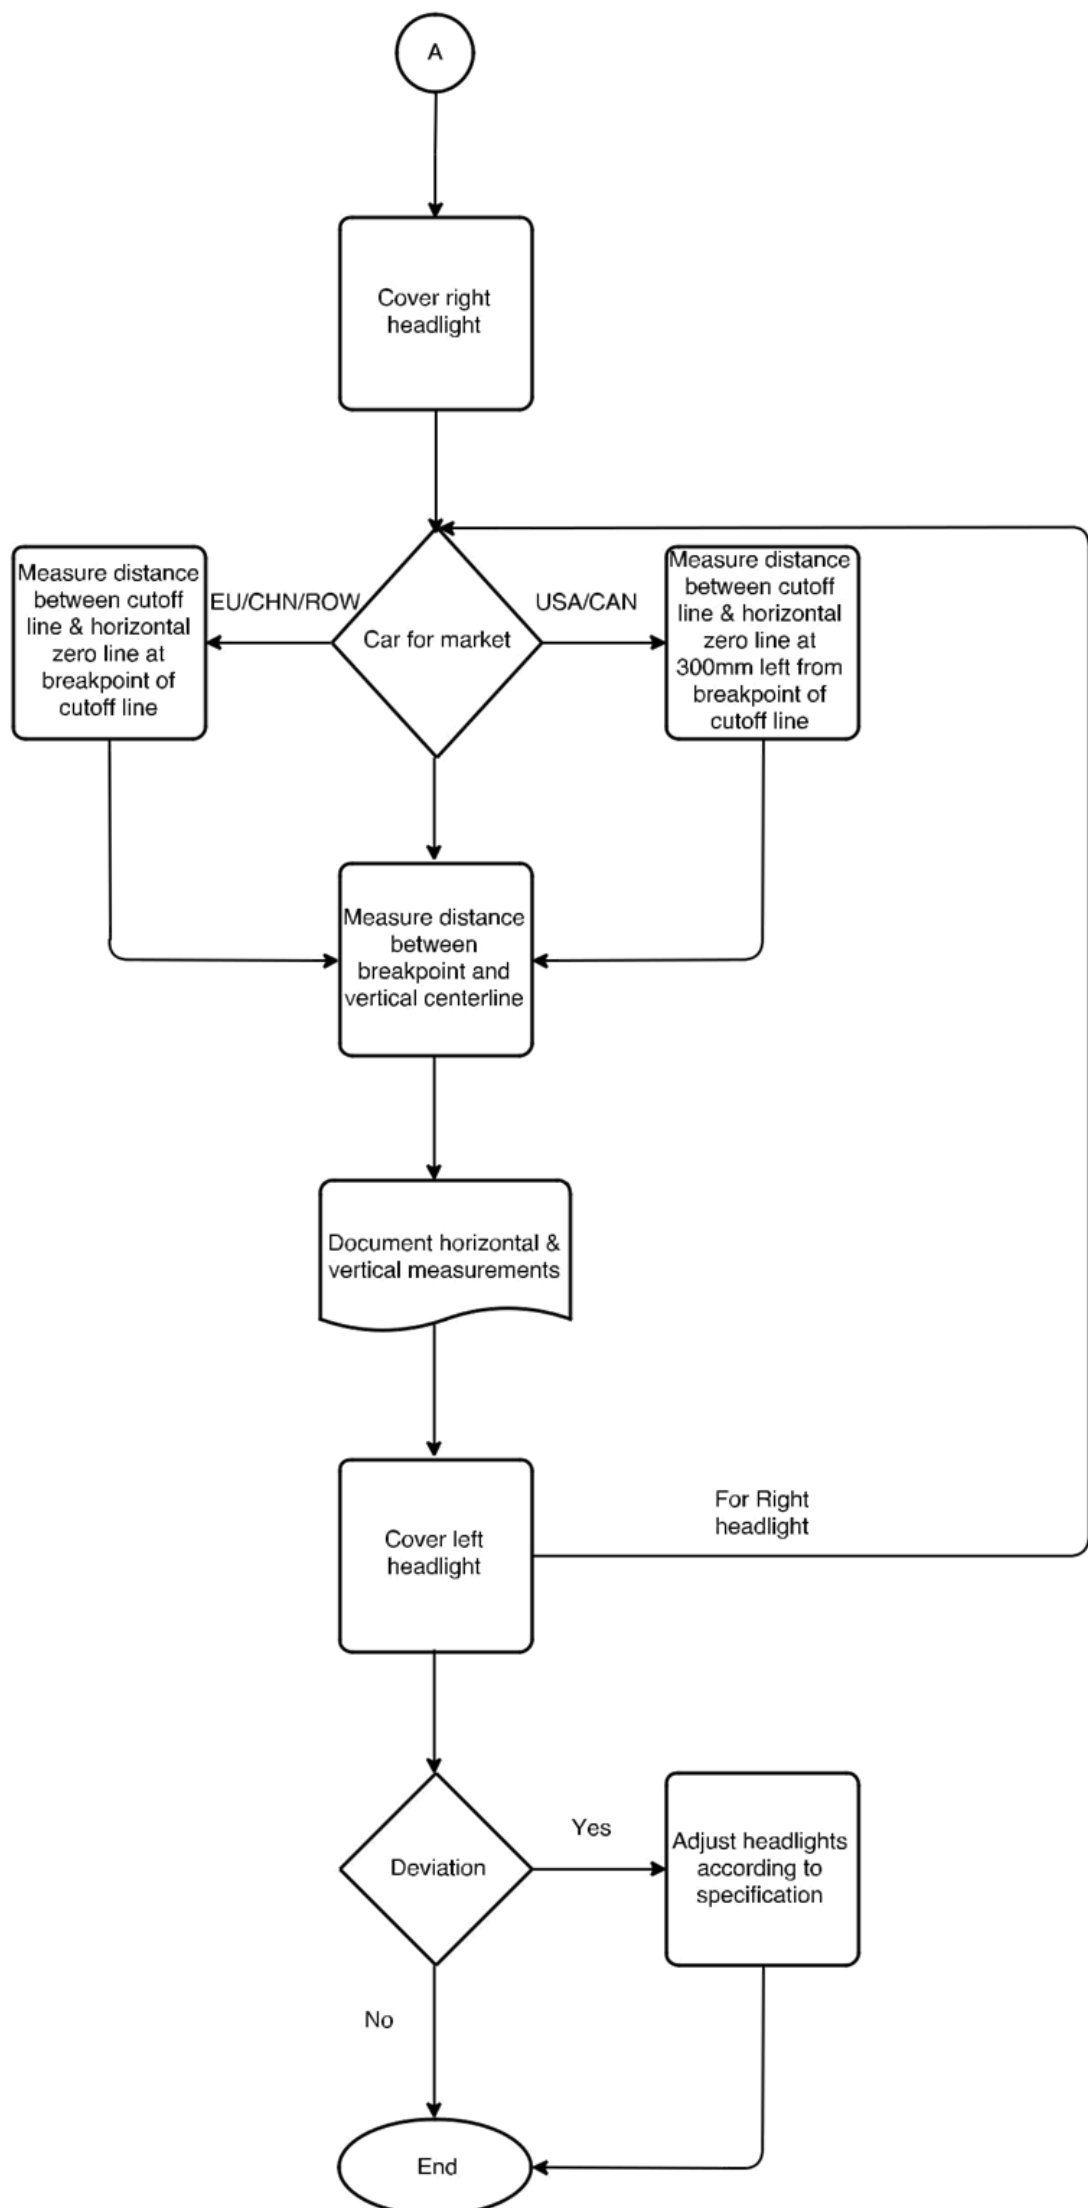 A
Cover right
headlight
Measure distance
between cutoff
line & horizontal
zero line at
breakpoint of
cutoff line
EU/CHN/ROW
Car for market
USA/CAN
Measure distance
between cutoff
line & horizontal
zero line at
300mm left from
breakpoint of
cutoff line
Measure distance
between
breakpoint and
vertical centerline
Document horizontal &
vertical measurements
Cover left
headlight
For Right
headlight
Deviation
Yes
Adjust headlights
according to
specification
No
End